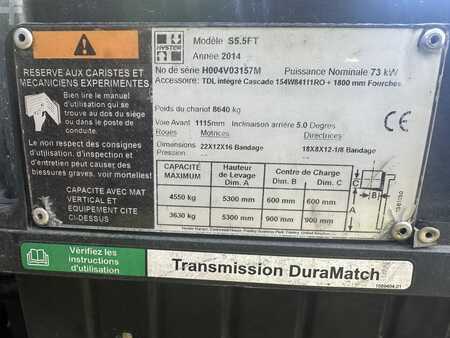 HYSTER
Modèle S5.5FT
Année 2014
No de série H004V03157M Puissance Nominale 73 kW
Accessoire: TDL intégré Cascade 154W84111RO + 1800 mm Fourches
RESERVE AUX CARISTES ET
MECANICIENS EXPERIMENTES.
Bien lire le manuel
d'utilisation qui se
trouve au dos du siège
ou dans le poste de
conduite.
Le non respect des
instructions d'utilisation,
d'inspection et d'entretien
peut causer des
blessures graves, voir mortelles!
CAPACITE AVEC MAT
VERTICAL ET
EQUIPEMENT CITE
CI-DESSUS
Poids du chariot 8640 kg
Voie Avant 1115mm Inclinaison arrière 5.0 Degrees
Roues Motrices Directrices
Dimensions 22X12X16 Bandage 18X8X12-1/8 Bandage
Pression
CAPACITÉ MAXIMUM Hauteur de Levage Dim. A Centre de Charge Dim. B Dim. C
4550 kg 5300 mm 600 mm 600 mm
3630 kg 5300 mm 900 mm 900 mm
C
B
A
Vérifiez les
instructions
d'utilisation
Transmission DuraMatch